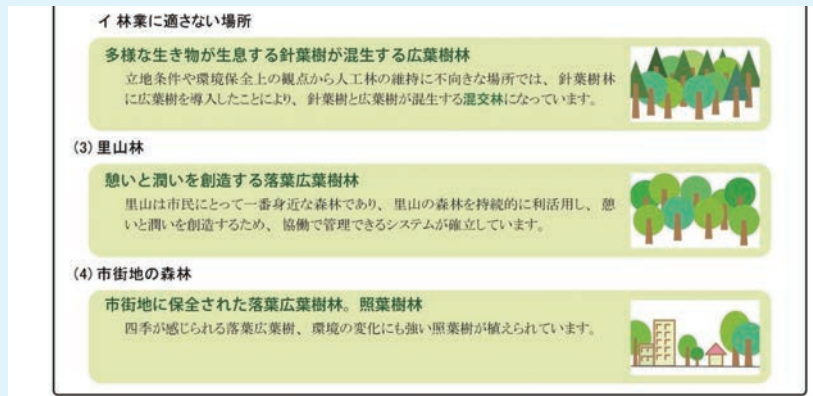 イ 林業に適さない場所
多様な生き物が生息する針葉樹が混生する広葉樹林
立地条件や環境保全上の観点から人工林の維持に不向きな場所では、針葉樹林
に広葉樹を導入したことにより、針葉樹と広葉樹が混生する混交林になっています。
(3) 里山林
憩いと潤いを創造する落葉広葉樹林
里山は市民にとって一番身近な森林であり、里山の森林を持続的に利活用し、憩
いと潤いを創造するため、協働で管理できるシステムが確立しています。
(4) 市街地の森林
市街地に保全された落葉広葉樹林。照葉樹林
四季が感じられる落葉広葉樹、環境の変化にも強い照葉樹が植えられています。